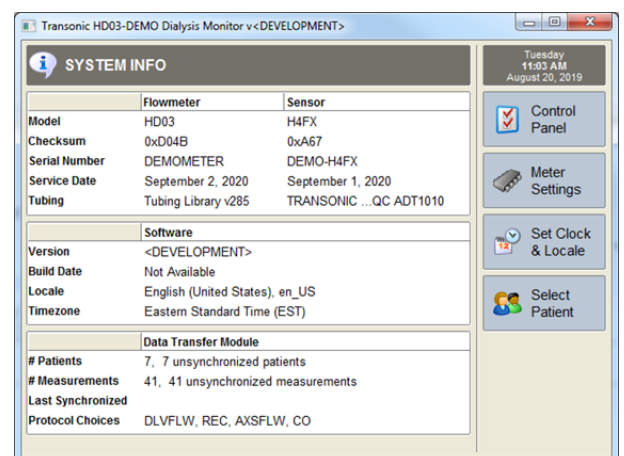 Transonic HD03-DEMO Dialysis Monitor v<DEVELOPMENT>
SYSTEM INFO
Tuesday
11:03 AM
August 20, 2019
Flowmeter Sensor
Model HD03 H4FX
Checksum 0xD04B 0xA67
Serial Number DEMOMETER DEMO-H4FX
Service Date September 2, 2020 September 1, 2020
Tubing Tubing Library v285 TRANSONIC ...QC ADT1010
Software
Version <DEVELOPMENT>
Build Date Not Available
Locale English (United States), en_US
Timezone Eastern Standard Time (EST)
Data Transfer Module
# Patients 7, 7 unsynchronized patients
# Measurements 41, 41 unsynchronized measurements
Last Synchronized
Protocol Choices DLVFLW, REC, AXSFLW, CO
Control
Panel
Meter
Settings
12
Set Clock
& Locale
Select
Patient